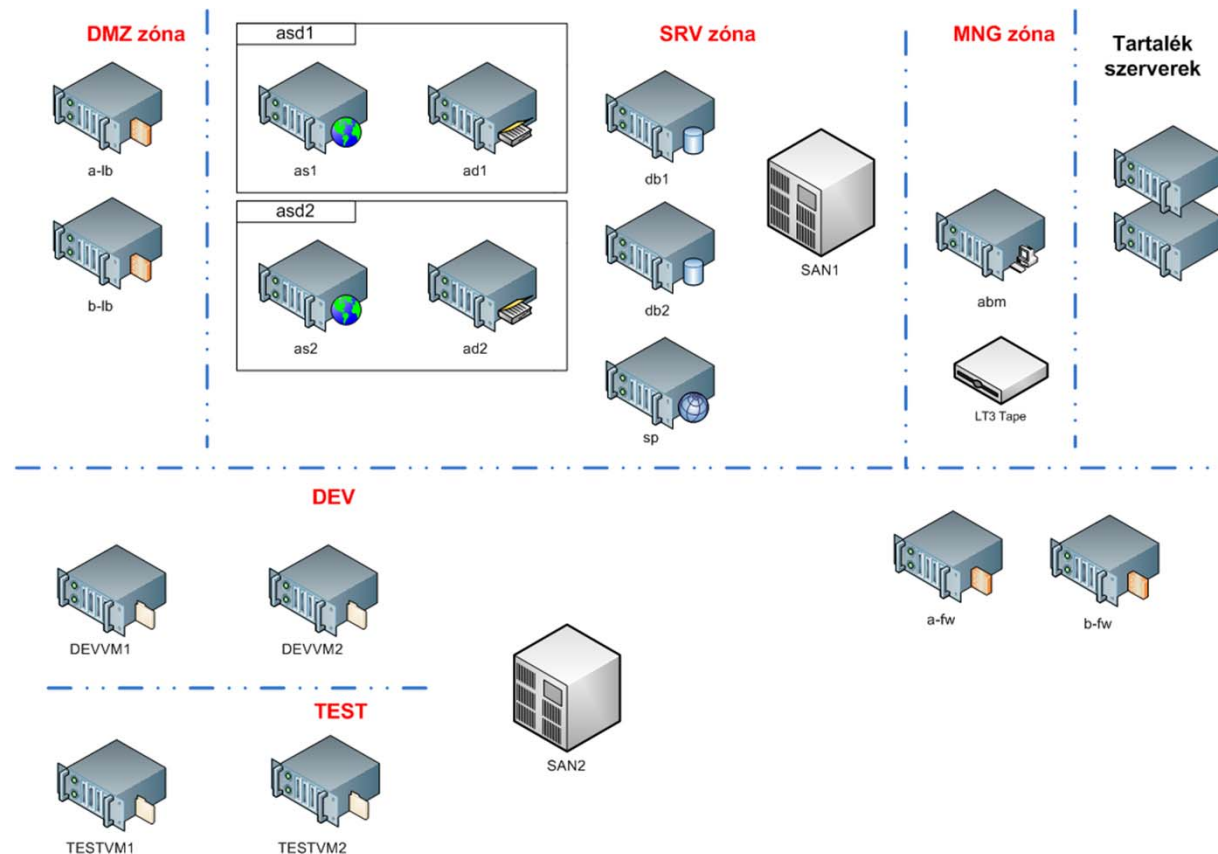 DMZ zóna
a-lb
b-lb
asd1
as1
ad1
asd2
as2
ad2
SRV zóna
db1
db2
sp
SAN1
MNG zóna
abm
LT3 Tape
Tartalék
szerverek
DEV
DEVVM1
DEVVM2
TEST
TESTVM1
TESTVM2
SAN2
a-fw
b-fw